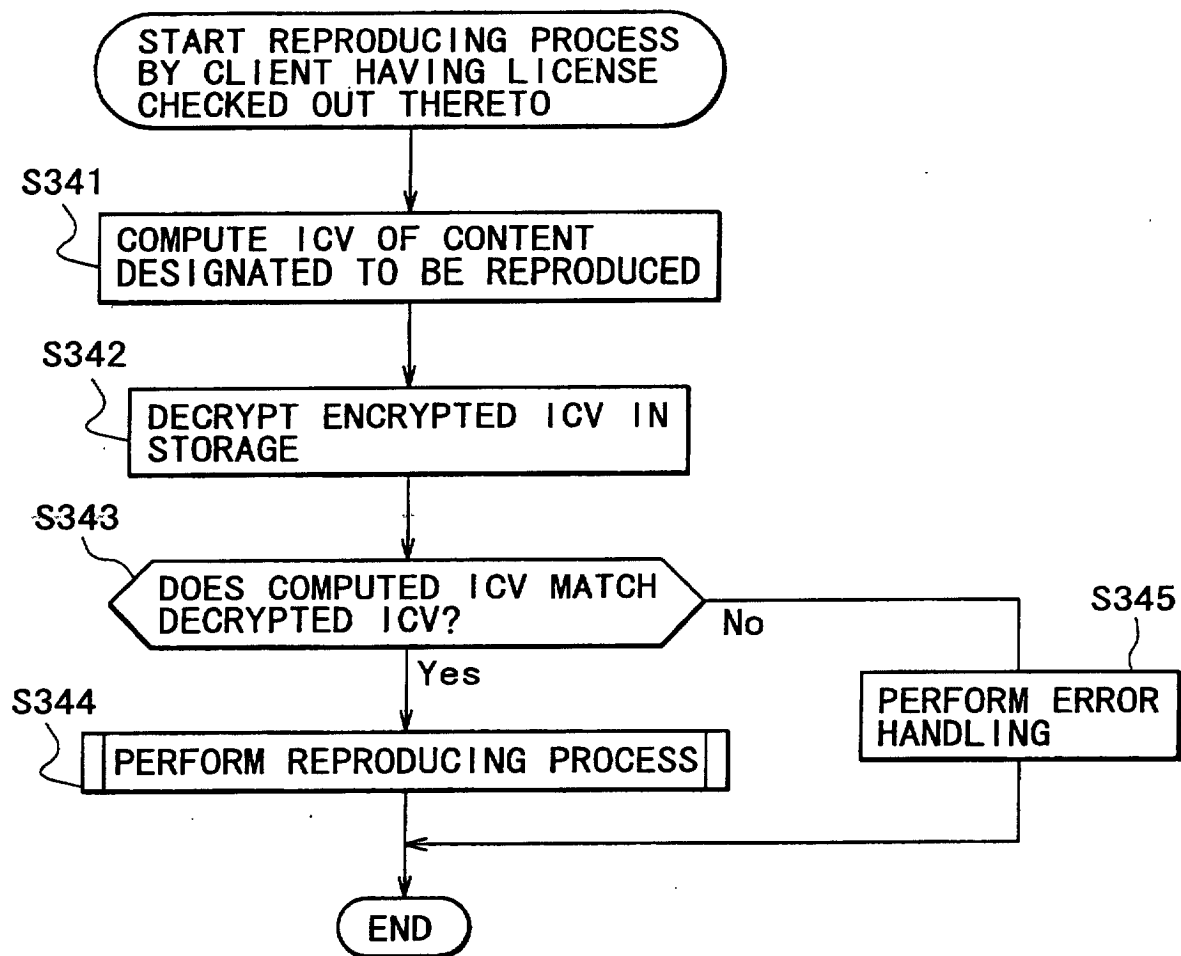 START REPRODUCING PROCESS
BY CLIENT HAVING LICENSE
CHECKED OUT THERETO
S341
COMPUTE ICV OF CONTENT
DESIGNATED TO BE REPRODUCED
S342
DECRYPT ENCRYPTED ICV IN
STORAGE
S343
DOES COMPUTED ICV MATCH
DECRYPTED ICV?
No
Yes
S345
PERFORM ERROR
HANDLING
S344
PERFORM REPRODUCING PROCESS
END